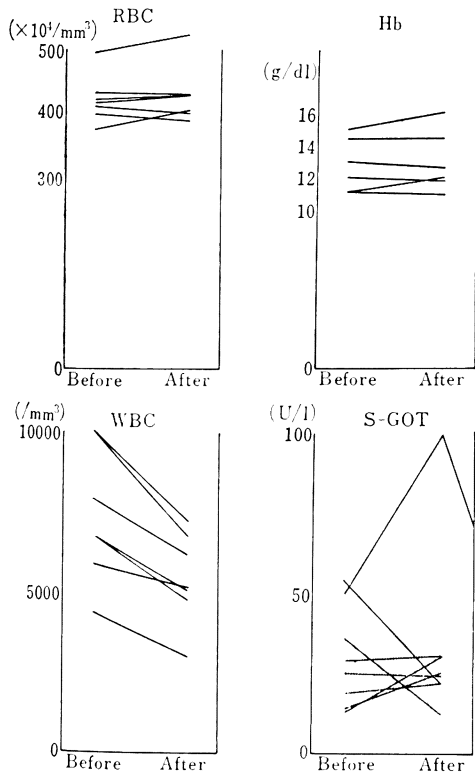 RBC
(×10⁴/mm³)
500
400
300
0
Before After
Hb
(g/dl)
16
14
12
10
0
Before After
WBC
(/mm³)
10000
5000
0
Before After
S-GOT
(U/l)
100
50
0
Before After